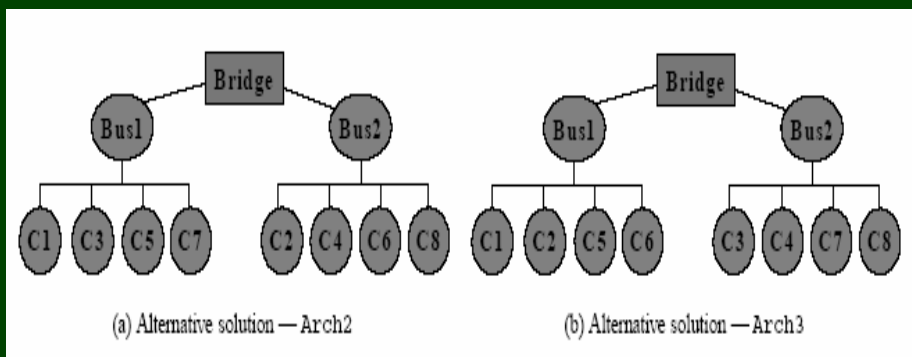 Bridge
Bus1
Bus2
C1 C3 C5 C7
C2 C4 C6 C8
(a) Alternative solution — Arch2
Bridge
Bus1
Bus2
C1 C2 C5 C6
C3 C4 C7 C8
(b) Alternative solution — Arch3